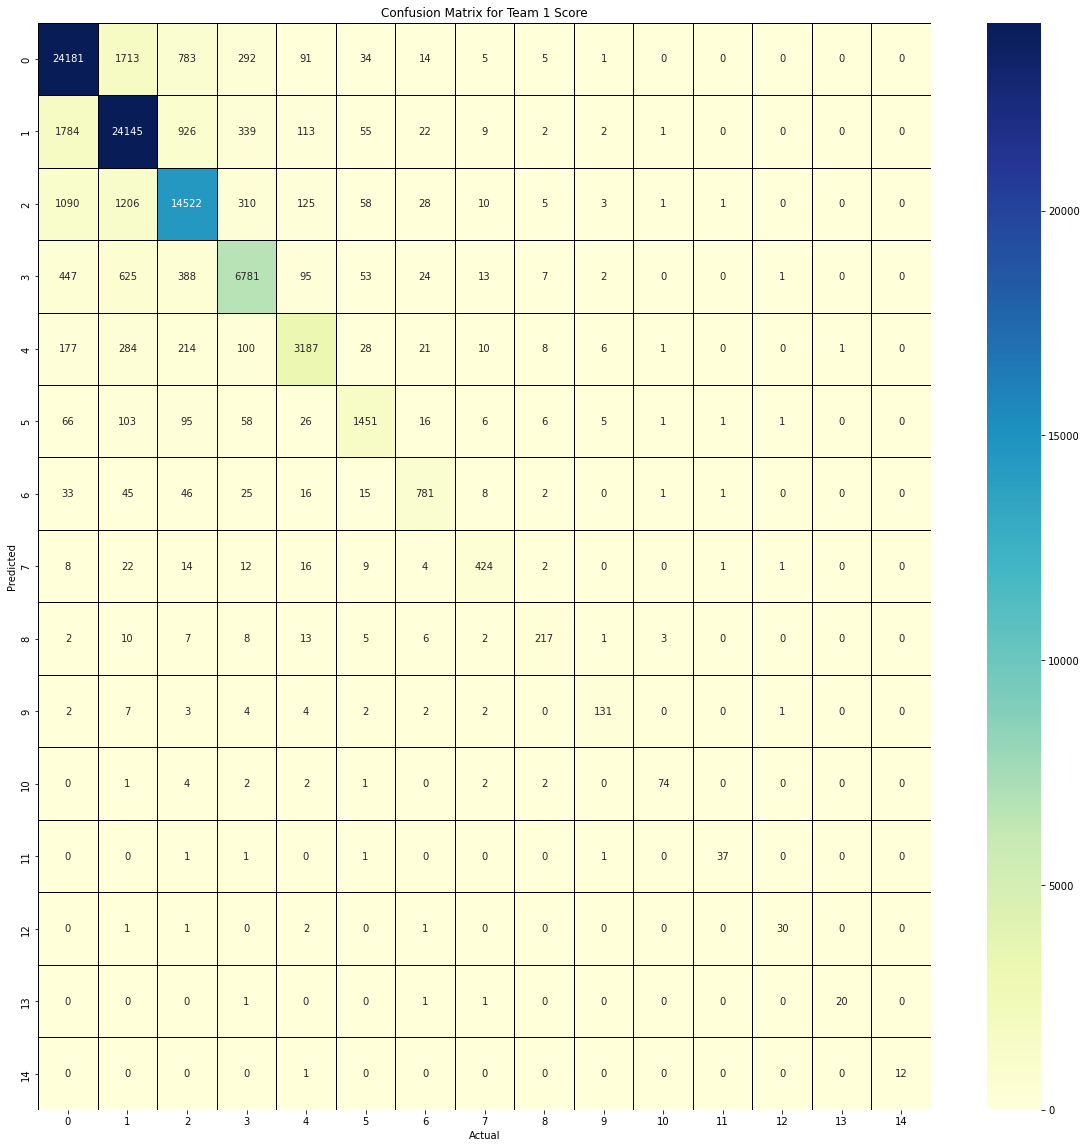 Confusion Matrix for Team 1 Score
0 24181 1713 783 292 91 34 14 5 5 1 0 0 0 0 0
1 1784 24145 926 339 113 55 22 9 2 2 1 0 0 0 0
2 1090 1206 14522 310 125 58 28 10 5 3 1 1 0 0 0
3 447 625 388 6781 95 53 24 13 7 2 0 0 1 0 0
4 177 284 214 100 3187 28 21 10 8 6 1 0 0 1 0
5 66 103 95 58 26 1451 16 6 6 5 1 1 1 0 0
6 33 45 46 25 16 15 781 8 2 0 1 1 0 0 0
7 8 22 14 12 16 9 4 424 2 0 0 1 1 0 0
8 2 10 7 8 13 5 6 2 217 1 3 0 0 0 0
9 2 7 3 4 4 2 2 2 0 131 0 0 1 0 0
10 0 1 4 2 2 1 0 2 2 0 74 0 0 0 0
11 0 0 1 1 0 1 0 0 0 1 0 37 0 0 0
12 0 1 1 0 2 0 1 0 0 0 0 0 30 0 0
13 0 0 0 1 0 0 1 1 0 0 0 0 0 20 0
14 0 0 0 0 1 0 0 0 0 0 0 0 0 0 12
0 1 2 3 4 5 6 7 8 9 10 11 12 13 14
Actual
Predicted
20000
15000
10000
5000
0